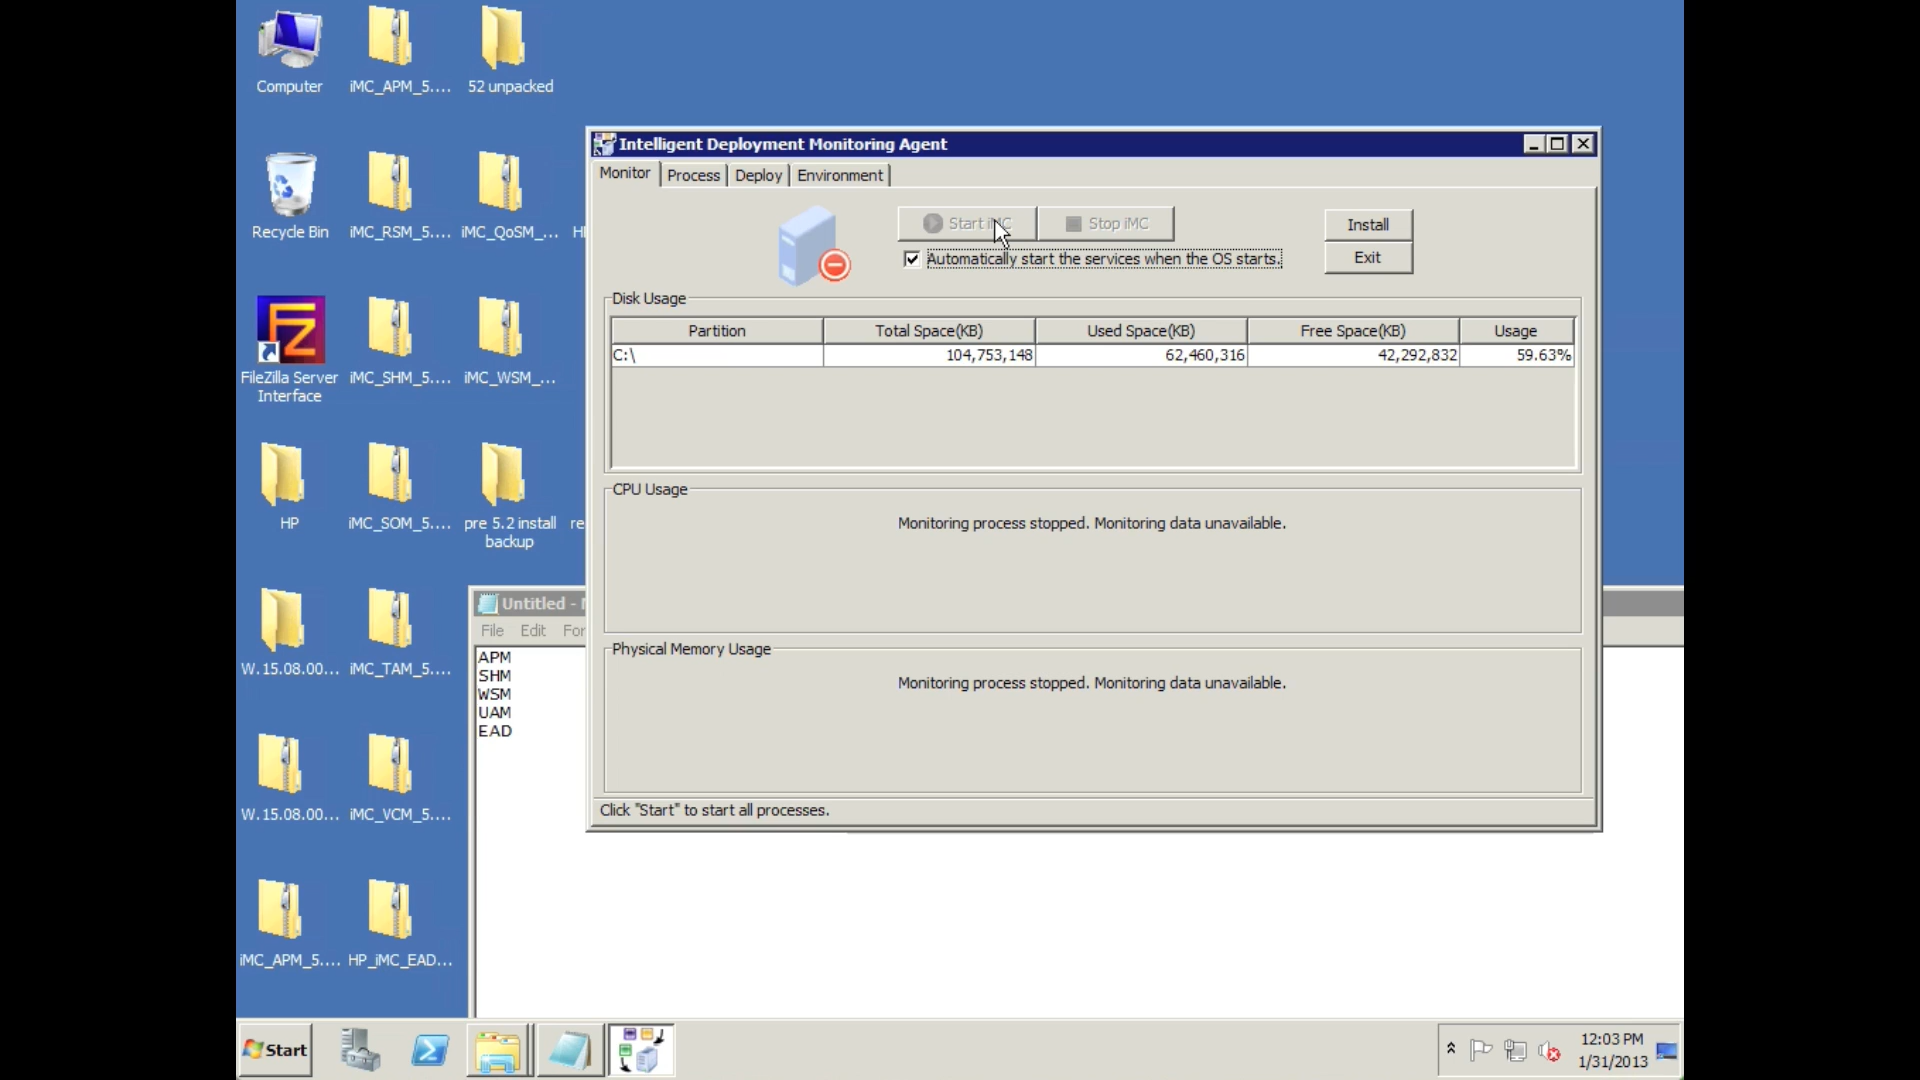 Computer
iMC_APM_5....
52 unpacked
Recycle Bin
iMC_RSM_5....
iMC_QoSM_...
FileZilla Server
Interface
iMC_SHM_5....
iMC_WSM_...
HP
iMC_SOM_5....
pre 5.2 install
backup
W.15.08.00...
iMC_TAM_5....
W.15.08.00...
iMC_VCM_5....
iMC_APM_5....
HP_iMC_EAD...
Intelligent Deployment Monitoring Agent
Monitor
Process
Deploy
Environment
Start iMC
Stop iMC
Install
Automatically start the services when the OS starts.
Exit
Disk Usage
Partition
Total Space(KB)
Used Space(KB)
Free Space(KB)
Usage
C:\
104,753,148
62,460,316
42,292,832
59.63%
CPU Usage
Monitoring process stopped. Monitoring data unavailable.
Physical Memory Usage
Monitoring process stopped. Monitoring data unavailable.
Click "Start" to start all processes.
Untitled -
File
Edit
For
APM
SHM
WSM
UAM
EAD
Start
12:03 PM
1/31/2013